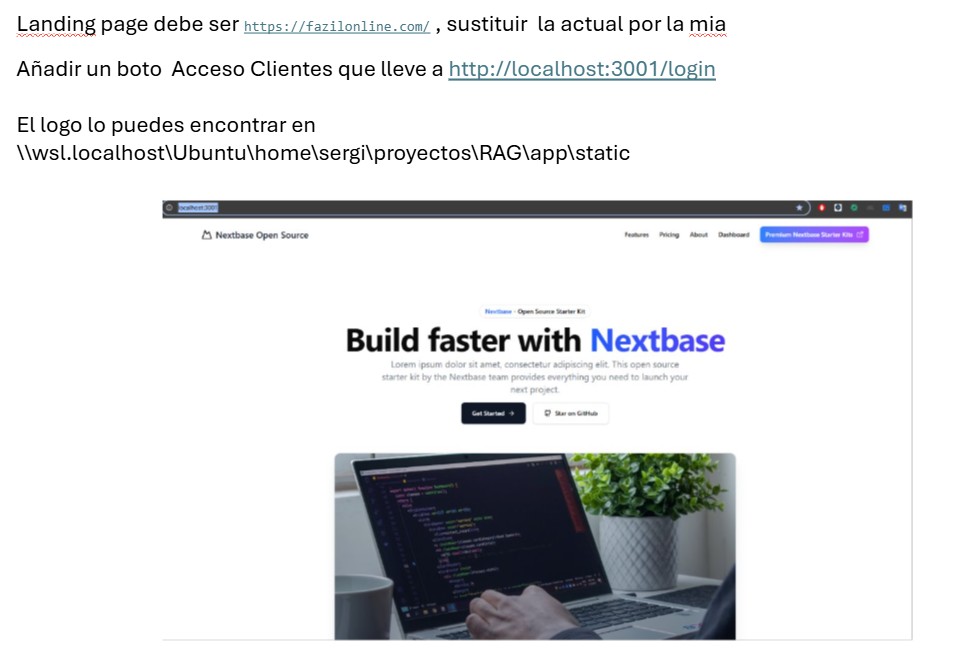 Landing page debe ser https://fazilonline.com/ , sustituir la actual por la mia
Añadir un boto Acceso Clientes que lleve a http://localhost:3001/login
El logo lo puedes encontrar en
\\wsl.localhost\Ubuntu\home\sergi\proyectos\RAG\app\static
localhost:3001
Nextbase Open Source
Features Pricing About Dashboard Premium Nextbase Starter Kits
Nextbase - Open Source Starter Kit
Build faster with Nextbase
Lorem ipsum dolor sit amet, consectetur adipiscing elit. This open source
starter kit by the Nextbase team provides everything you need to launch your
next project.
Get Started → Star on GitHub